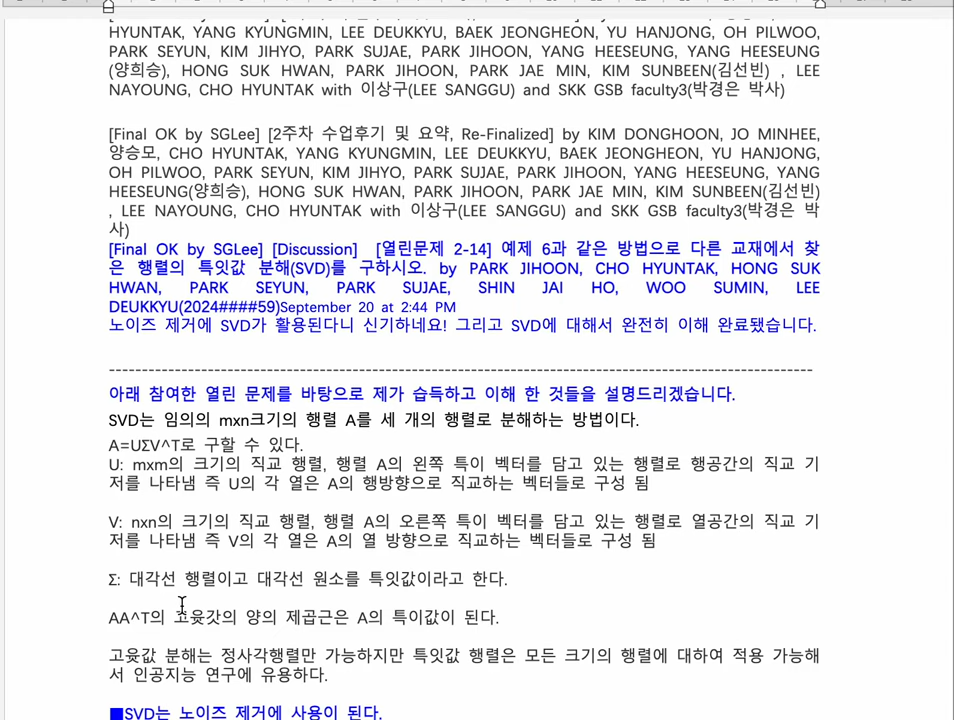 HYUNTAK, YANG KYUNGMIN, LEE DEUKKYU, BAEK JEONGHEON, YU HANJONG, OH PILWOO,
PARK SEYUN, KIM JIHYO, PARK SUJAE, PARK JIHOON, YANG HEESEUNG, YANG HEESEUNG
(양희승), HONG SUK HWAN, PARK JIHOON, PARK JAE MIN, KIM SUNBEEN(김선빈) , LEE
NAYOUNG, CHO HYUNTAK with 이상구(LEE SANGGU) and SKK GSB faculty3(박경은 박사)
[Final OK by SGLee] [2주차 수업후기 및 요약, Re-Finalized] by KIM DONGHOON, JO MINHEE,
양승모, CHO HYUNTAK, YANG KYUNGMIN, LEE DEUKKYU, BAEK JEONGHEON, YU HANJONG,
OH PILWOO, PARK SEYUN, KIM JIHYO, PARK SUJAE, PARK JIHOON, YANG HEESEUNG, YANG
HEESEUNG(양희승), HONG SUK HWAN, PARK JIHOON, PARK JAE MIN, KIM SUNBEEN(김선빈)
, LEE NAYOUNG, CHO HYUNTAK with 이상구(LEE SANGGU) and SKK GSB faculty3(박경은 박
사)
[Final OK by SGLee] [Discussion] [열린문제 2-14] 예제 6과 같은 방법으로 다른 교재에서 찾
은 행렬의 특잇값 분해(SVD)를 구하시오. by PARK JIHOON, CHO HYUNTAK, HONG SUK
HWAN, PARK SEYUN, PARK SUJAE, SHIN JAI HO, WOO SUMIN, LEE
DEUKKYU(2024####59)September 20 at 2:44 PM
노이즈 제거에 SVD가 활용된다니 신기하네요! 그리고 SVD에 대해서 완전히 이해 완료됐습니다.
--------------------------------------------------------------------------------------------------------
아래 참여한 열린 문제를 바탕으로 제가 습득하고 이해 한 것들을 설명드리겠습니다.
SVD는 임의의 mxn크기의 행렬 A를 세 개의 행렬로 분해하는 방법이다.
A=UΣV^T로 구할 수 있다.
U: mxm의 크기의 직교 행렬, 행렬 A의 왼쪽 특이 벡터를 담고 있는 행렬로 행공간의 직교 기
저를 나타냄 즉 U의 각 열은 A의 행방향으로 직교하는 벡터들로 구성 됨
V: nxn의 크기의 직교 행렬, 행렬 A의 오른쪽 특이 벡터를 담고 있는 행렬로 열공간의 직교 기
저를 나타냄 즉 V의 각 열은 A의 열 방향으로 직교하는 벡터들로 구성 됨
Σ: 대각선 행렬이고 대각선 원소를 특잇값이라고 한다.
AA^T의 고윳갓의 양의 제곱근은 A의 특이값이 된다.
고윳값 분해는 정사각행렬만 가능하지만 특잇값 행렬은 모든 크기의 행렬에 대하여 적용 가능해
서 인공지능 연구에 유용하다.
■SVD는 노이즈 제거에 사용이 된다.